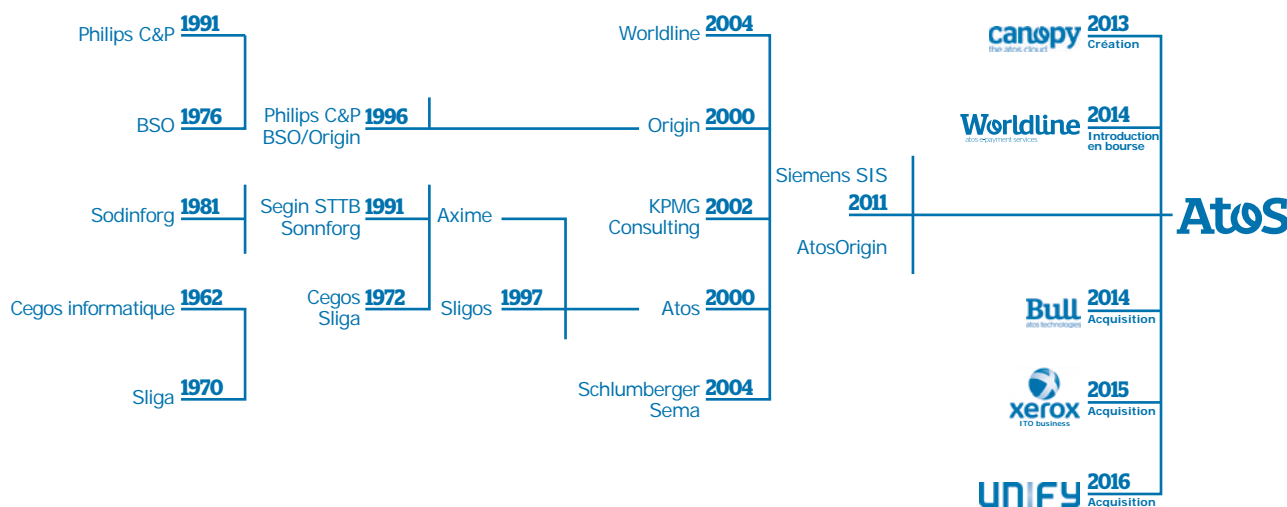 Philips C&P 1991
BSO 1976
Sodinforg 1981
Cegos informatique 1962
Sliga 1970
Philips C&P 1996
BSO/Origin
Segin STTB 1991
Sonnforg
Cegos 1972
Sliga
Axime
Sligos 1997
Worldline 2004
Origin 2000
KPMG 2002
Consulting
Atos 2000
Schlumberger 2004
Sema
Siemens SIS
2011
AtosOrigin
canopy 2013
the atos cloud Création
Worldline 2014
atos e-payment services Introduction
en bourse
Atos
Bull 2014
atos technologies Acquisition
xerox 2015
ITO business Acquisition
UNIFY 2016
Acquisition